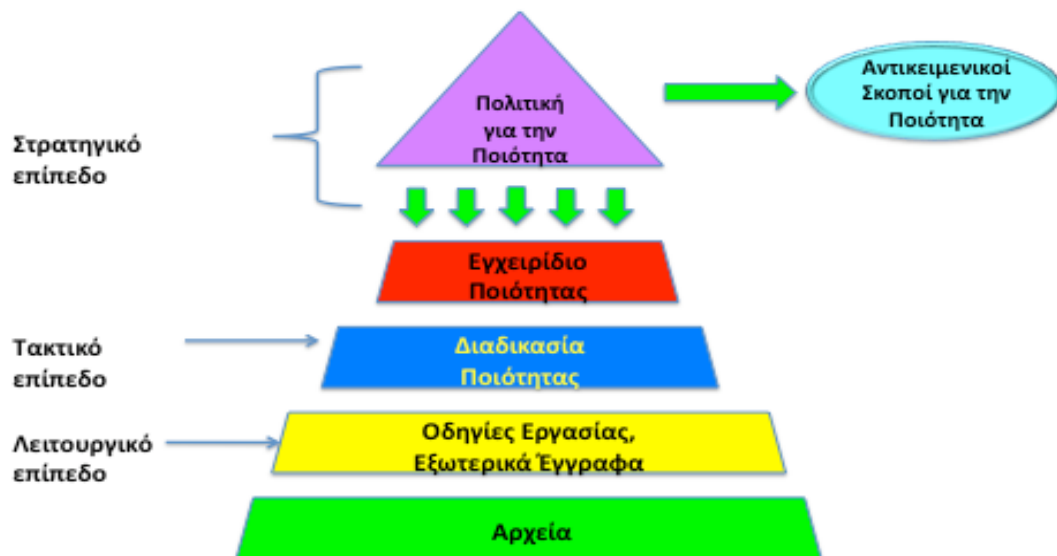 Πολιτική
για την
Ποιότητα
Αντικειμενικοί
Σκοποί για την
Ποιότητα
Στρατηγικό
επίπεδο
Εγχειρίδιο
Ποιότητας
Τακτικό
επίπεδο
Διαδικασία
Ποιότητας
Λειτουργικό
επίπεδο
Οδηγίες Εργασίας,
Εξωτερικά Έγγραφα
Αρχεία